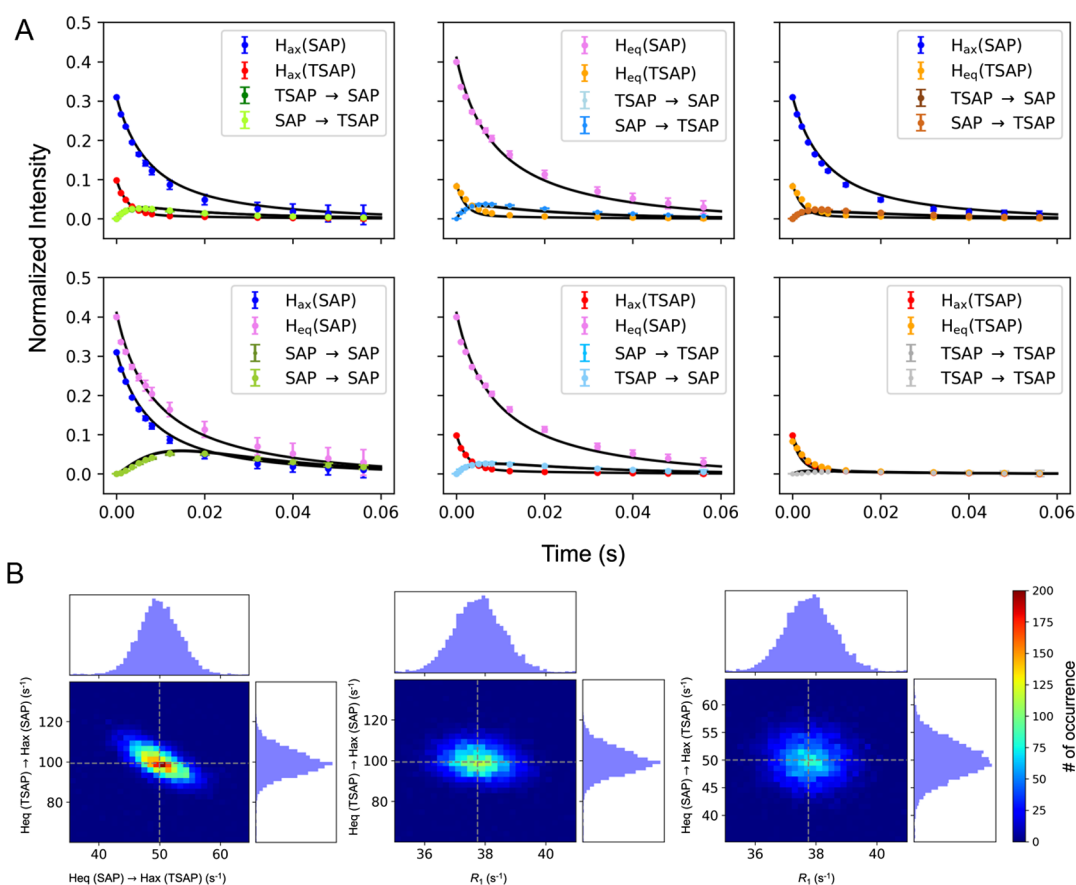 A
Normalized Intensity
0.5
0.4
0.3
0.2
0.1
0.0
Hax(SAP)
Hax(TSAP)
TSAP → SAP
SAP → TSAP
Heq(SAP)
Heq(TSAP)
TSAP → SAP
SAP → TSAP
Hax(SAP)
Heq(TSAP)
TSAP → SAP
SAP → TSAP
0.5
0.4
0.3
0.2
0.1
0.0
Hax(SAP)
Heq(SAP)
SAP → SAP
SAP → SAP
Hax(TSAP)
Heq(SAP)
SAP → TSAP
TSAP → SAP
Hax(TSAP)
Heq(TSAP)
TSAP → TSAP
TSAP → TSAP
0.00 0.02 0.04 0.06
0.00 0.02 0.04 0.06
0.00 0.02 0.04 0.06
Time (s)
B
Heq (TSAP) → Hax (SAP) (s⁻¹)
120
100
80
40 50 60
Heq (SAP) → Hax (TSAP) (s⁻¹)
Heq (TSAP) → Hax (SAP) (s⁻¹)
120
100
80
36 38 40
R₁ (s⁻¹)
Heq (SAP) → Hax (TSAP) (s⁻¹)
60
55
50
45
40
36 38 40
R₁ (s⁻¹)
200
175
150
125
100
75
50
25
0
# of occurrence